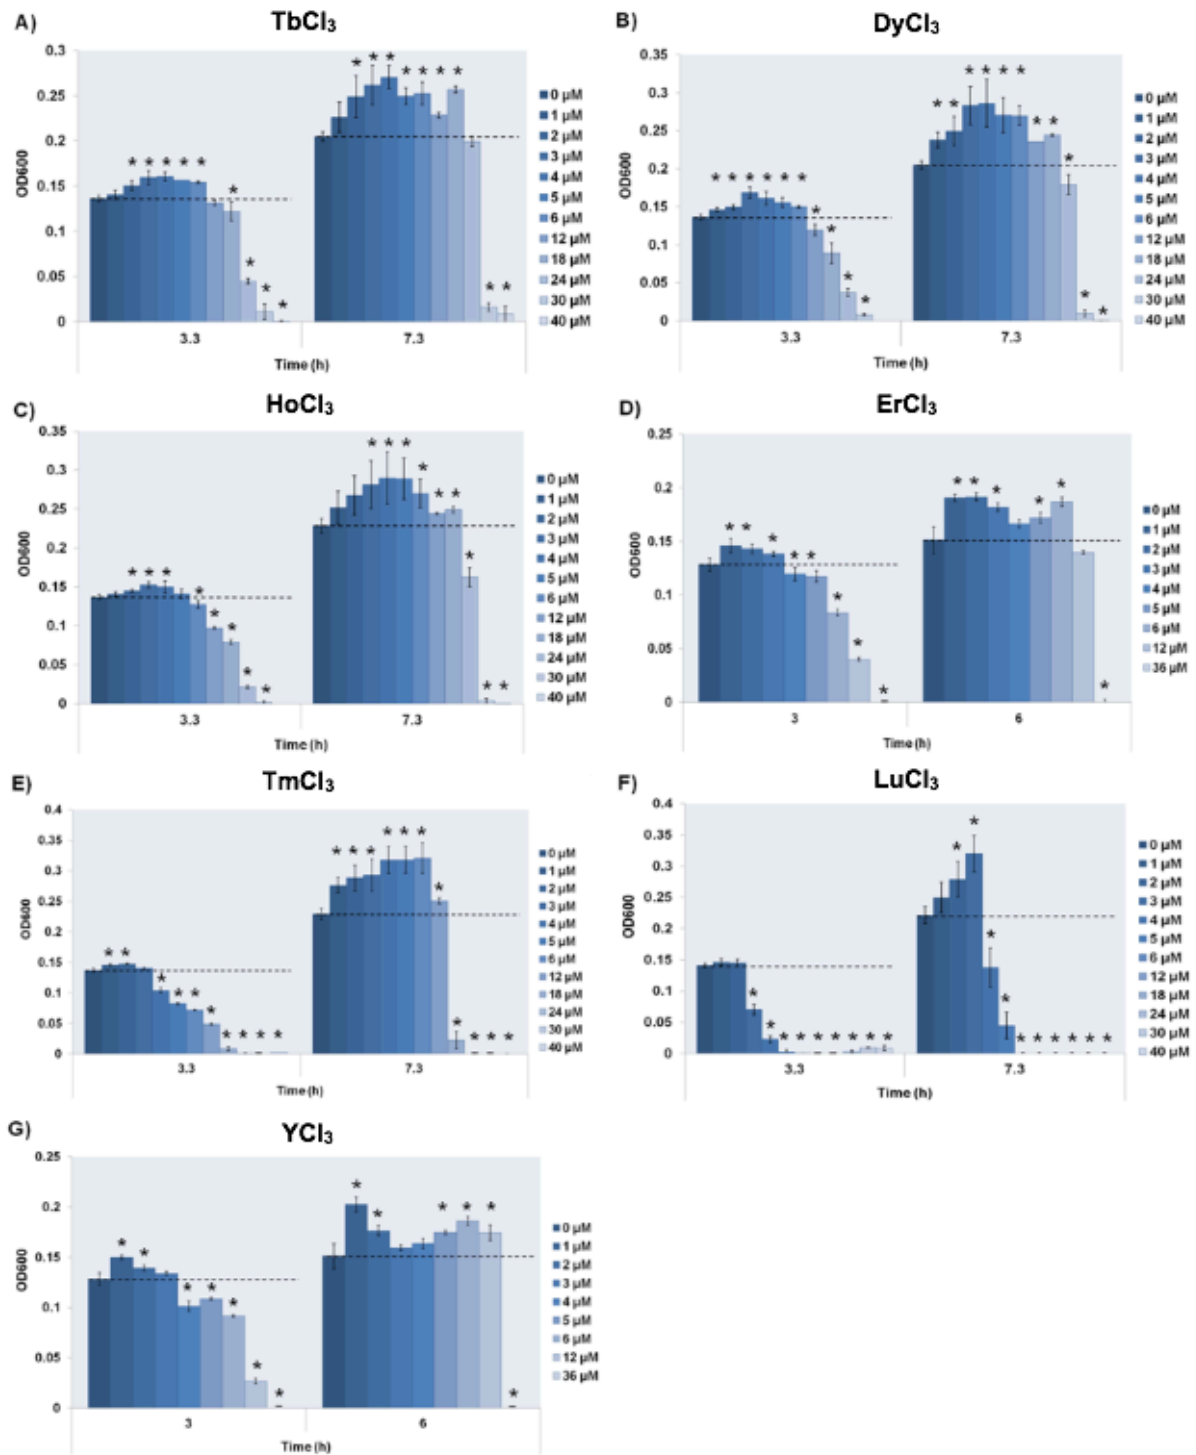 A)
TbCl3
0.3
0.25
0.2
0.15
0.1
0.05
0
OD600
* * * * * * * * * *
* * * * * * * * *
3.3
7.3
Time (h)
0 µM
1 µM
2 µM
3 µM
4 µM
5 µM
6 µM
12 µM
18 µM
24 µM
30 µM
40 µM
B)
DyCl3
0.35
0.3
0.25
0.2
0.15
0.1
0.05
0
OD600
* * * * * * * * * *
* * * * * * * * * * *
3.3
7.3
Time (h)
0 µM
1 µM
2 µM
3 µM
4 µM
5 µM
6 µM
12 µM
18 µM
24 µM
30 µM
40 µM
C)
HoCl3
0.35
0.3
0.25
0.2
0.15
0.1
0.05
0
OD600
* * * * * * * *
* * * * * * * * *
3.3
7.3
Time (h)
0 µM
1 µM
2 µM
3 µM
4 µM
5 µM
6 µM
12 µM
18 µM
24 µM
30 µM
40 µM
D)
ErCl3
0.25
0.2
0.15
0.1
0.05
0
OD600
* * * * * * * *
* * * * * *
3
6
Time (h)
0 µM
1 µM
2 µM
3 µM
4 µM
5 µM
6 µM
12 µM
36 µM
E)
TmCl3
0.4
0.35
0.3
0.25
0.2
0.15
0.1
0.05
0
OD600
* * * * * * * * * *
* * * * * * * * * * *
3.3
7.3
Time (h)
0 µM
1 µM
2 µM
3 µM
4 µM
5 µM
6 µM
12 µM
18 µM
24 µM
30 µM
40 µM
F)
LuCl3
0.4
0.35
0.3
0.25
0.2
0.15
0.1
0.05
0
OD600
* * * * * * * * *
* * * * * * * * * *
3.3
7.3
Time (h)
0 µM
1 µM
2 µM
3 µM
4 µM
5 µM
6 µM
12 µM
18 µM
24 µM
30 µM
40 µM
G)
YCl3
0.25
0.2
0.15
0.1
0.05
0
OD600
* * * * * * *
* * * * * *
3
6
Time (h)
0 µM
1 µM
2 µM
3 µM
4 µM
5 µM
6 µM
12 µM
36 µM